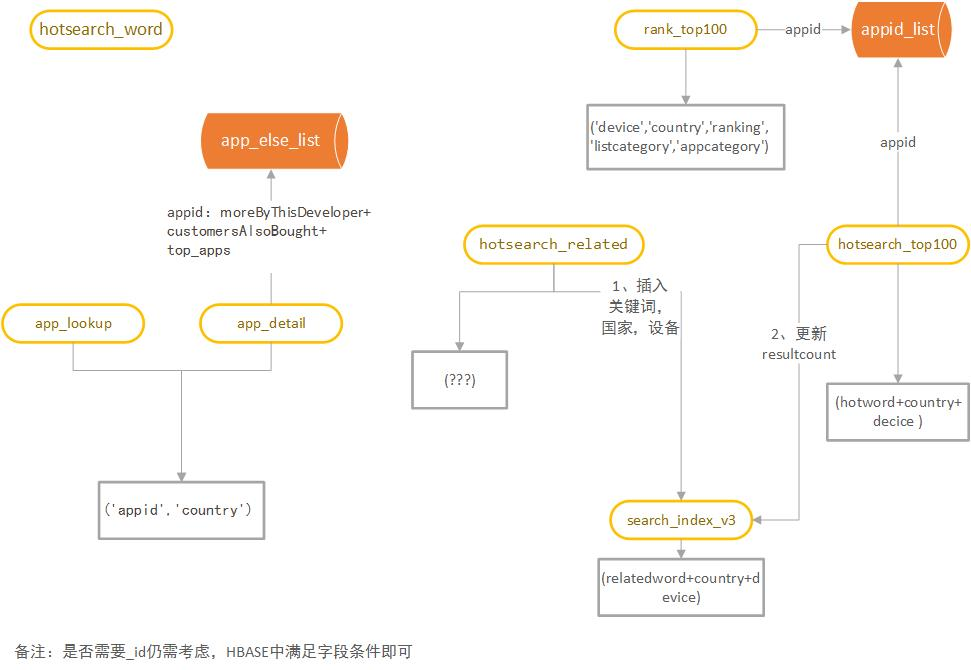 hotsearch_word
rank_top100
appid
appid_list
('device','country','ranking',
'listcategory','appcategory')
app_else_list
appid
appid：moreByThisDeveloper+
customersAlsoBought+
top_apps
hotsearch_related
hotsearch_top100
1、插入
关键词，
国家，设备
app_lookup
app_detail
2、更新
resultcount
(???)
(hotword+country+
decice )
('appid','country')
search_index_v3
(relatedword+country+d
evice)
备注：是否需要_id仍需考虑，HBASE中满足字段条件即可